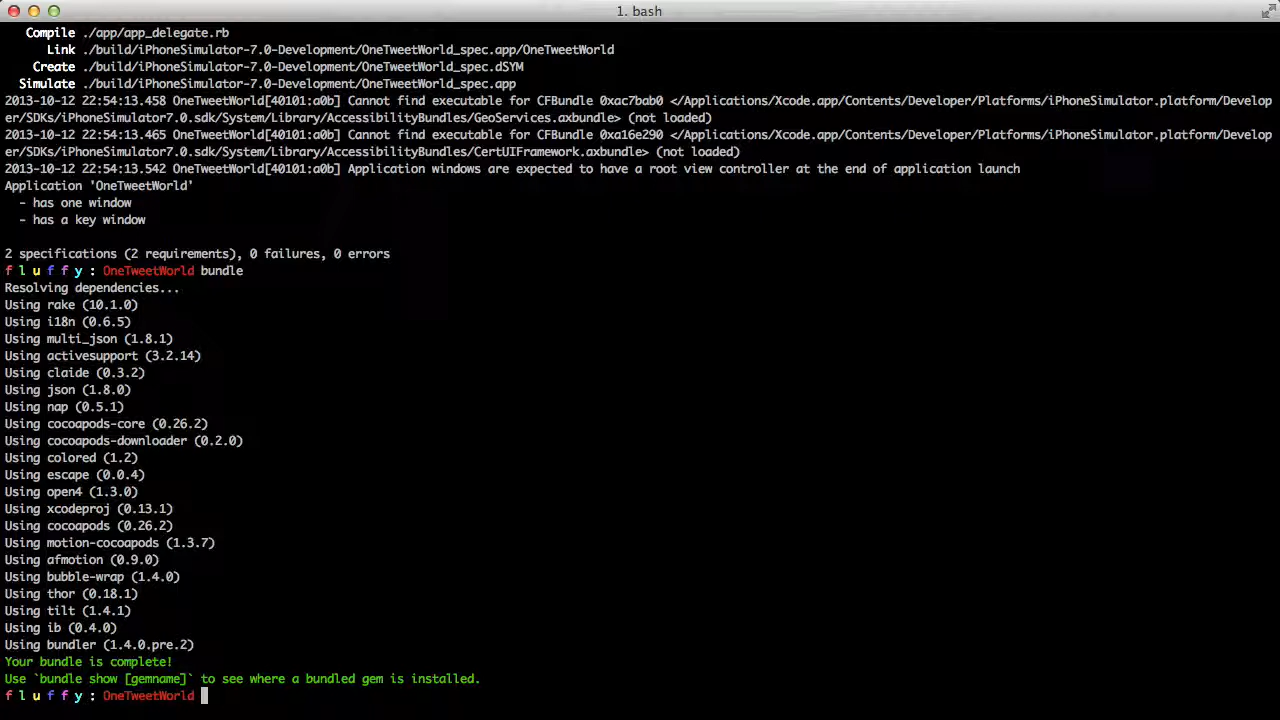 1. bash
Compile ./app/app_delegate.rb
Link ./build/iPhoneSimulator-7.0-Development/OneTweetWorld_spec.app/OneTweetWorld
Create ./build/iPhoneSimulator-7.0-Development/OneTweetWorld_spec.dSYM
Simulate ./build/iPhoneSimulator-7.0-Development/OneTweetWorld_spec.app
2013-10-12 22:54:13.458 OneTweetWorld[40101:a0b] Cannot find executable for CFBundle 0xac7bab0 </Applications/Xcode.app/Contents/Developer/Platforms/iPhoneSimulator.platform/Develop
er/SDKs/iPhoneSimulator7.0.sdk/System/Library/AccessibilityBundles/GeoServices.axbundle> (not loaded)
2013-10-12 22:54:13.465 OneTweetWorld[40101:a0b] Cannot find executable for CFBundle 0xa16e290 </Applications/Xcode.app/Contents/Developer/Platforms/iPhoneSimulator.platform/Develop
er/SDKs/iPhoneSimulator7.0.sdk/System/Library/AccessibilityBundles/CertUIFramework.axbundle> (not loaded)
2013-10-12 22:54:13.542 OneTweetWorld[40101:a0b] Application windows are expected to have a root view controller at the end of application launch
Application 'OneTweetWorld'
- has one window
- has a key window
2 specifications (2 requirements), 0 failures, 0 errors
f l u f f y : OneTweetWorld bundle
Resolving dependencies...
Using rake (10.1.0)
Using i18n (0.6.5)
Using multi_json (1.8.1)
Using activesupport (3.2.14)
Using claide (0.3.2)
Using json (1.8.0)
Using nap (0.5.1)
Using cocoapods-core (0.26.2)
Using cocoapods-downloader (0.2.0)
Using colored (1.2)
Using escape (0.0.4)
Using open4 (1.3.0)
Using xcodeproj (0.13.1)
Using cocoapods (0.26.2)
Using motion-cocoapods (1.3.7)
Using afmotion (0.9.0)
Using bubble-wrap (1.4.0)
Using thor (0.18.1)
Using tilt (1.4.1)
Using ib (0.4.0)
Using bundler (1.4.0.pre.2)
Your bundle is complete!
Use `bundle show [gemname]` to see where a bundled gem is installed.
f l u f f y : OneTweetWorld